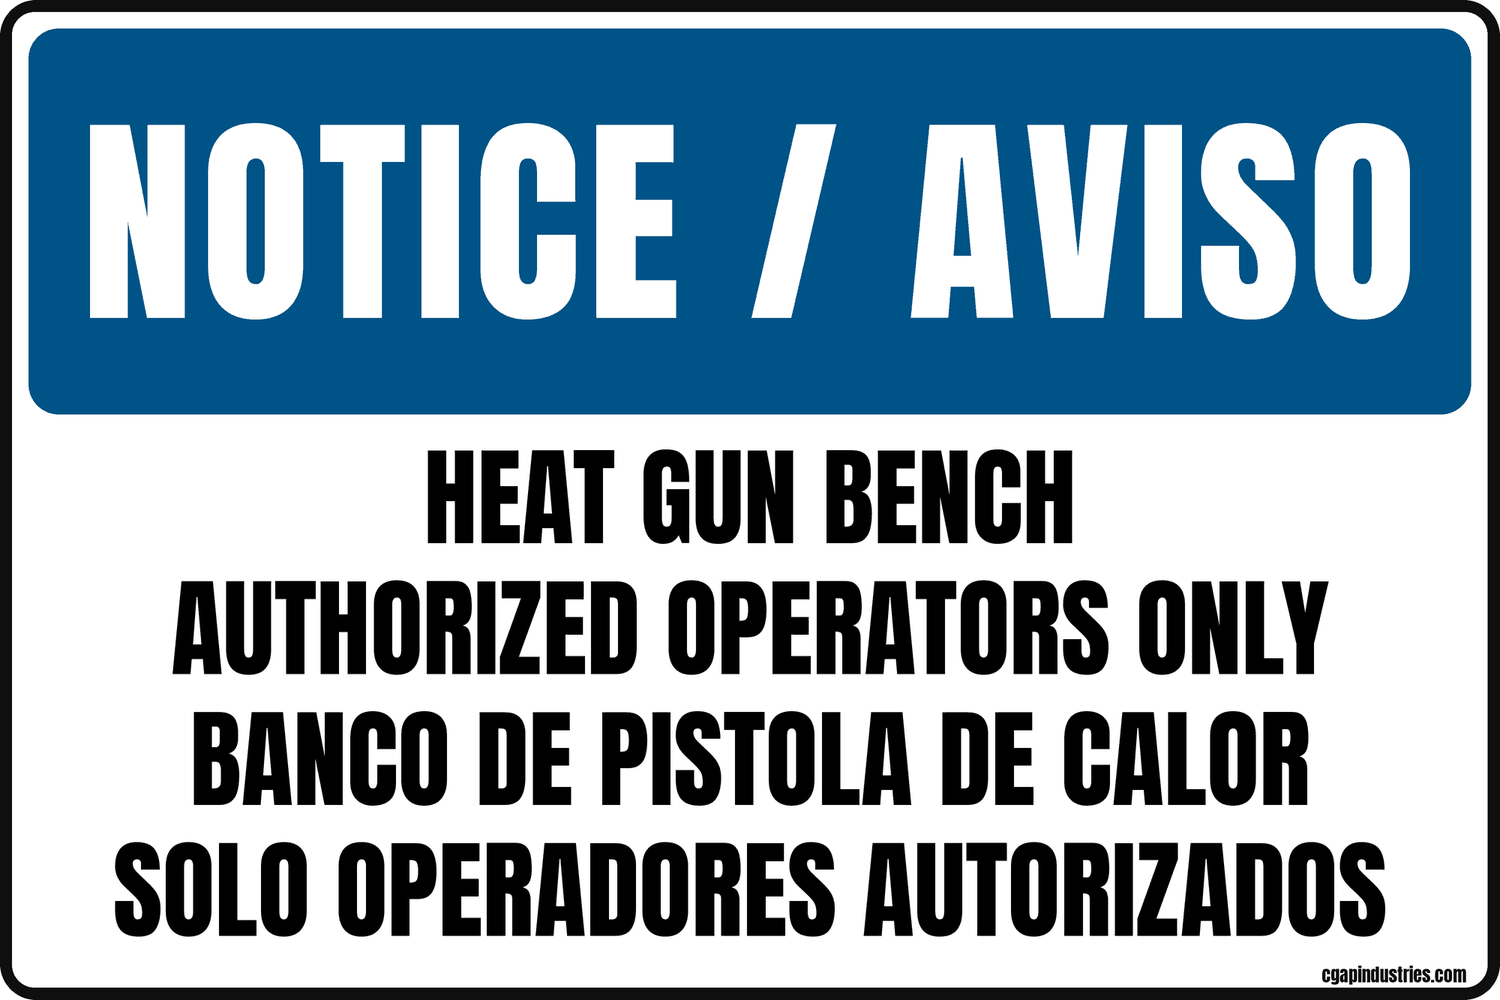 NOTICE / AVISO
HEAT GUN BENCH
AUTHORIZED OPERATORS ONLY
BANCO DE PISTOLA DE CALOR
SOLO OPERADORES AUTORIZADOS
cgapindustries.com